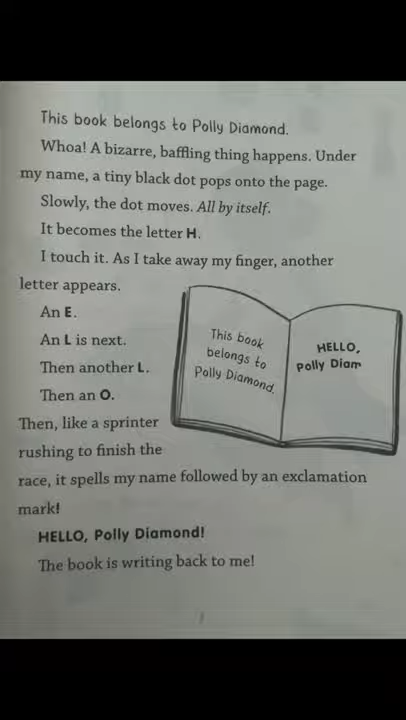 This book belongs to Polly Diamond.
Whoa! A bizarre, baffling thing happens. Under
my name, a tiny black dot pops onto the page.
Slowly, the dot moves. All by itself.
It becomes the letter H.
I touch it. As I take away my finger, another
letter appears.
An E.
An L is next.
Then another L.
Then an O.
Then, like a sprinter
rushing to finish the
race, it spells my name followed by an exclamation
mark!
HELLO, Polly Diamond!
The book is writing back to me!
This book
belongs to
Polly Diamond.
HELLO,
Polly Diam